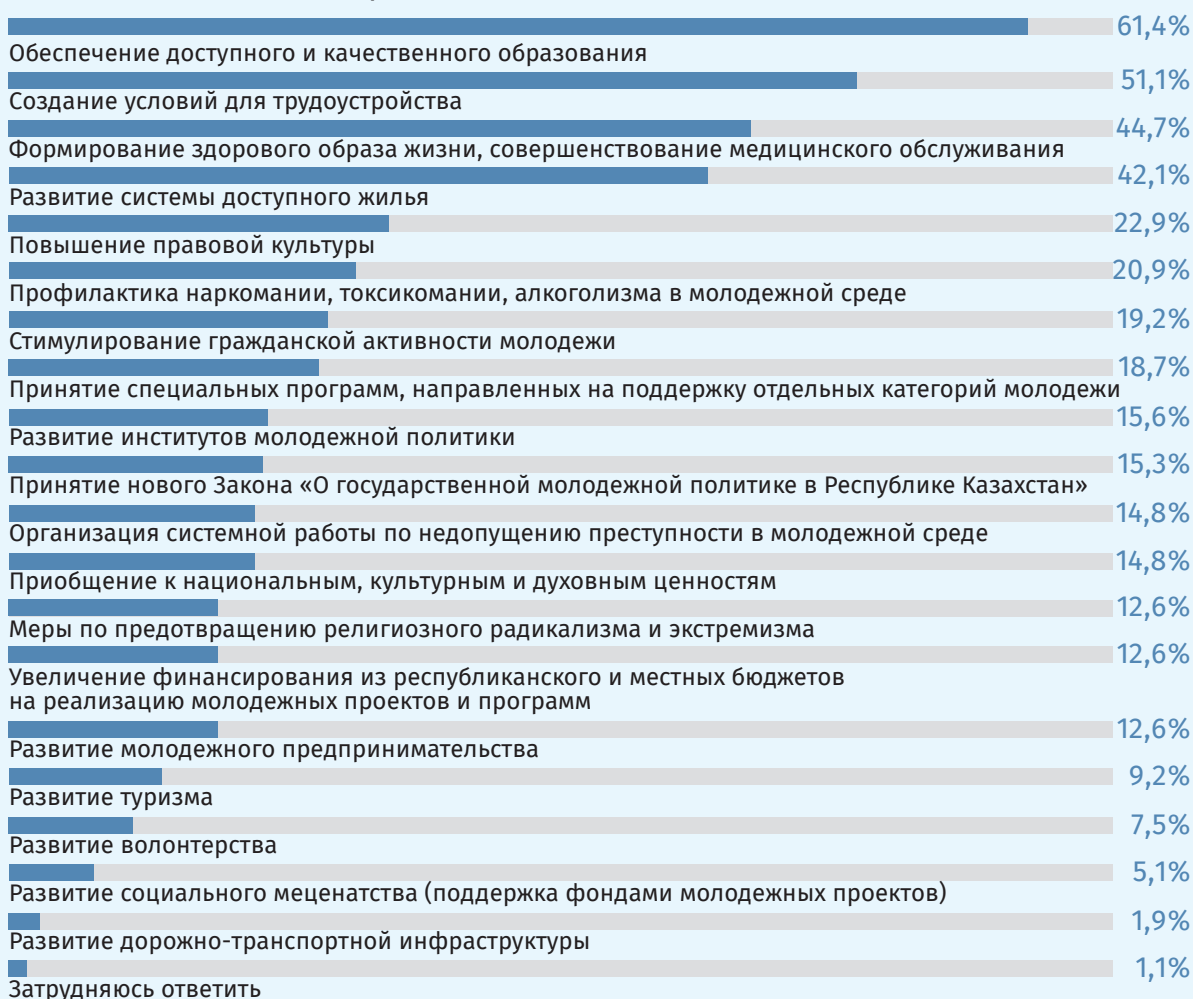 61,4%
Обеспечение доступного и качественного образования
51,1%
Создание условий для трудоустройства
44,7%
Формирование здорового образа жизни, совершенствование медицинского обслуживания
42,1%
Развитие системы доступного жилья
22,9%
Повышение правовой культуры
20,9%
Профилактика наркомании, токсикомании, алкоголизма в молодежной среде
19,2%
Стимулирование гражданской активности молодежи
18,7%
Принятие специальных программ, направленных на поддержку отдельных категорий молодежи
15,6%
Развитие институтов молодежной политики
15,3%
Принятие нового Закона «О государственной молодежной политике в Республике Казахстан»
14,8%
Организация системной работы по недопущению преступности в молодежной среде
14,8%
Приобщение к национальным, культурным и духовным ценностям
12,6%
Меры по предотвращению религиозного радикализма и экстремизма
12,6%
Увеличение финансирования из республиканского и местных бюджетов
на реализацию молодежных проектов и программ
12,6%
Развитие молодежного предпринимательства
9,2%
Развитие туризма
7,5%
Развитие волонтерства
5,1%
Развитие социального меценатства (поддержка фондами молодежных проектов)
1,9%
Развитие дорожно-транспортной инфраструктуры
1,1%
Затрудняюсь ответить